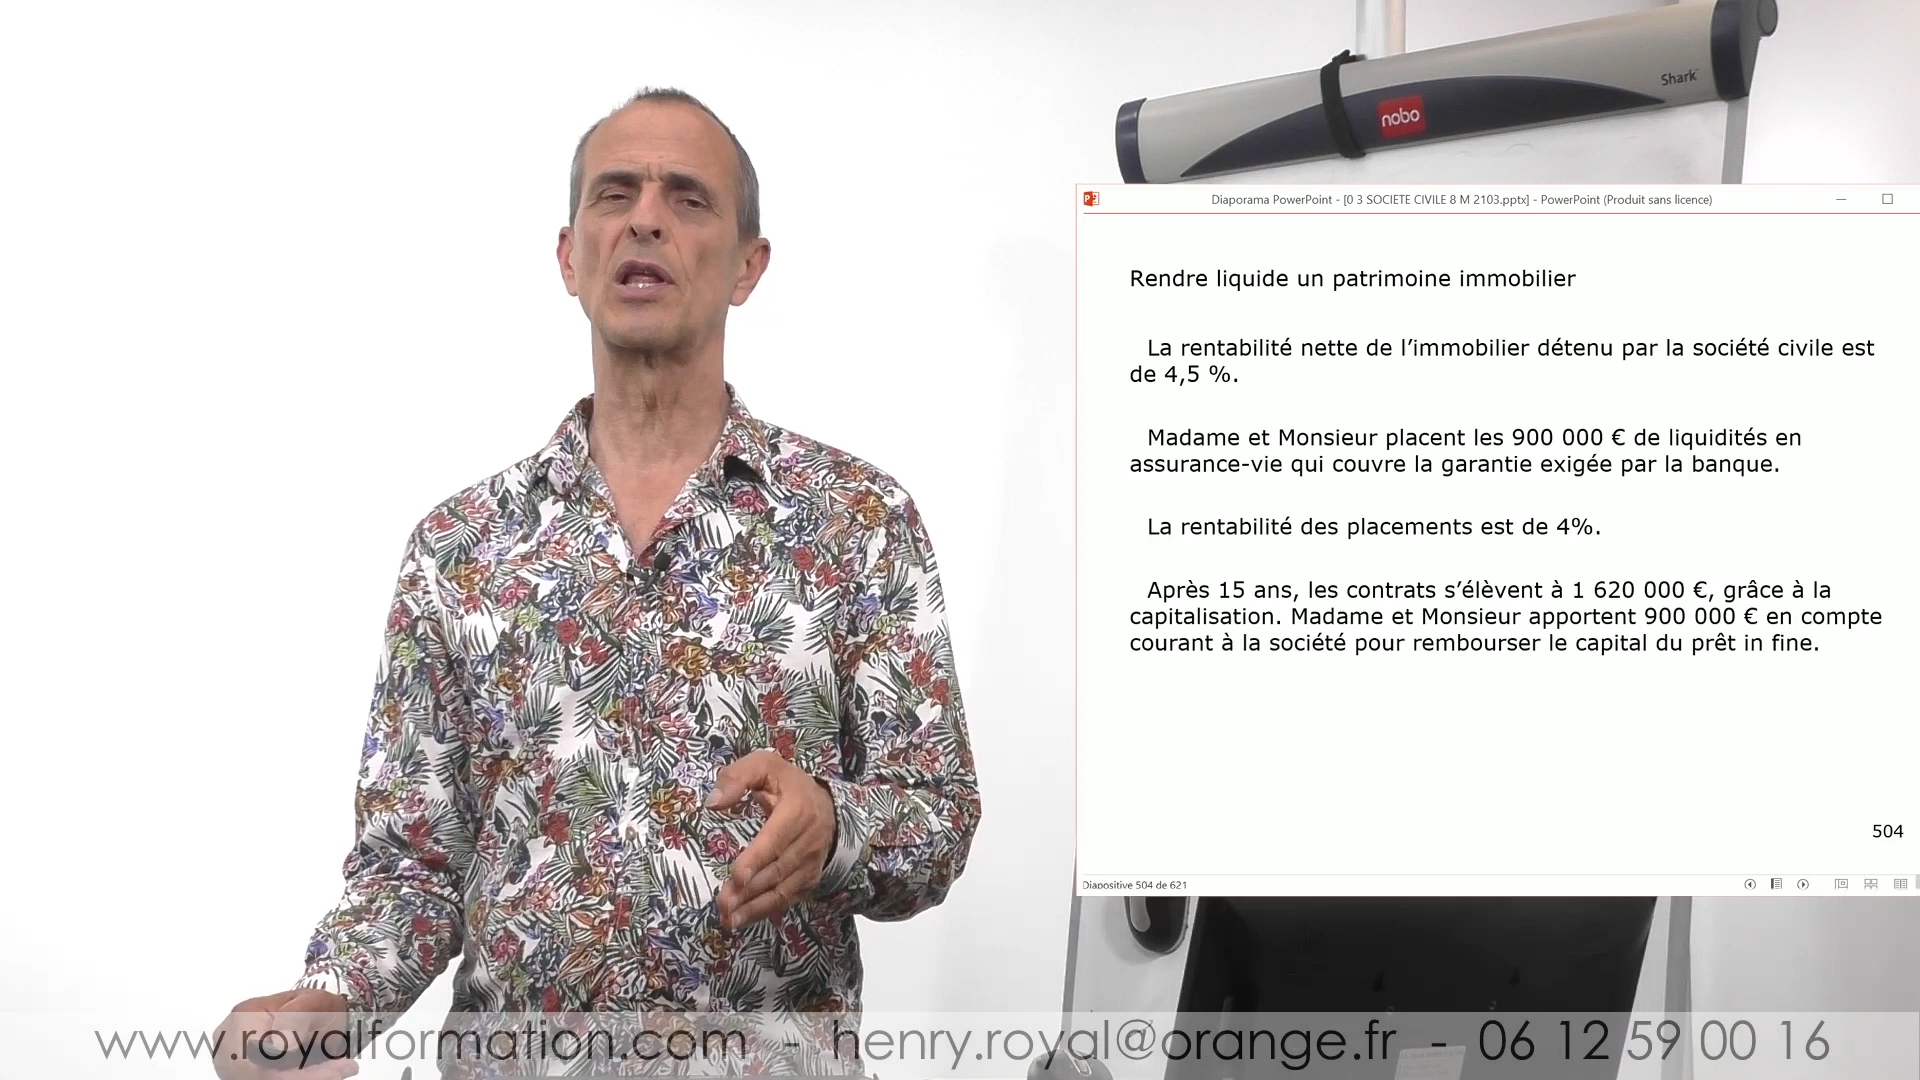 Shark
nobo
Diaporama PowerPoint - [0 3 SOCIETE CIVILE 8 M 2103.pptx] - PowerPoint (Produit sans licence)
Rendre liquide un patrimoine immobilier
La rentabilité nette de l’immobilier détenu par la société civile est
de 4,5 %.
Madame et Monsieur placent les 900 000 € de liquidités en
assurance-vie qui couvre la garantie exigée par la banque.
La rentabilité des placements est de 4%.
Après 15 ans, les contrats s’élèvent à 1 620 000 €, grâce à la
capitalisation. Madame et Monsieur apportent 900 000 € en compte
courant à la société pour rembourser le capital du prêt in fine.
504
Diapositive 504 de 621
www.royalformation.com - henry.royal@orange.fr - 06 12 59 00 16